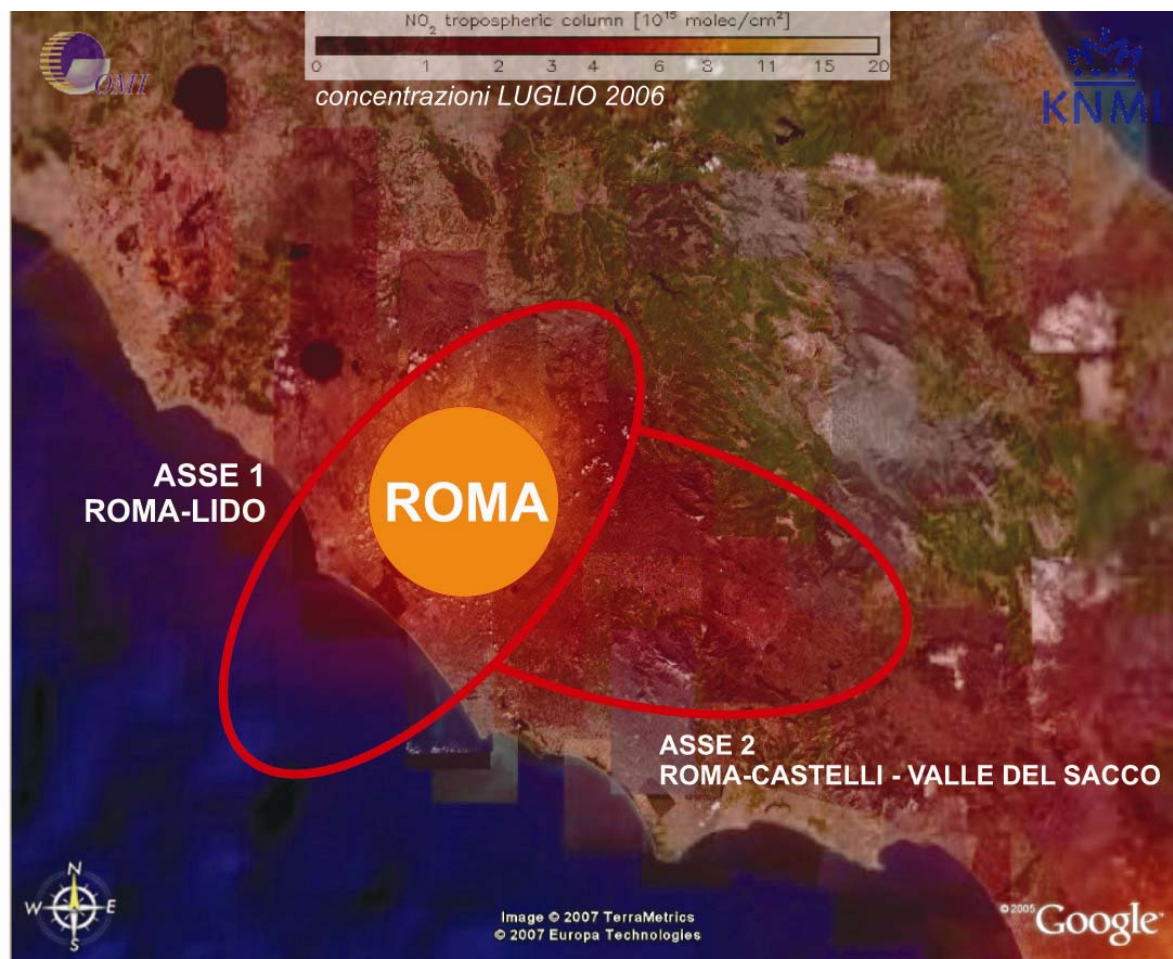 NO₂ tropospheric column [10¹⁵ molec/cm²]
0 1 2 3 4 6 8 11 15 20
OMI
concentrazioni LUGLIO 2006
KNMI
ASSE 1
ROMA-LIDO
ROMA
ASSE 2
ROMA-CASTELLI - VALLE DEL SACCO
N
W E
S
Image © 2007 TerraMetrics
© 2007 Europa Technologies
© 2005 Google